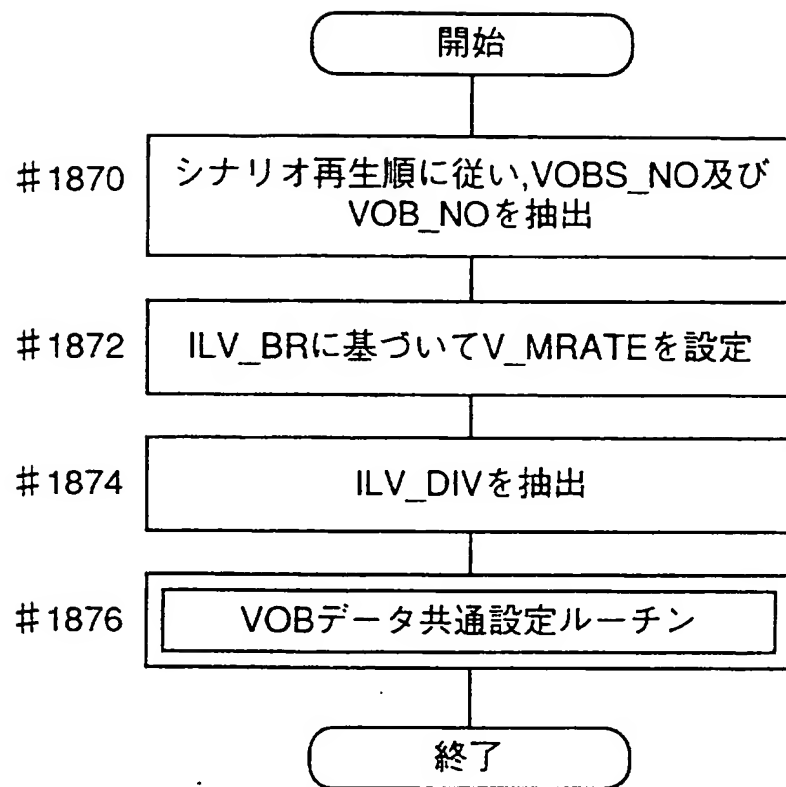 開始
#1870
シナリオ再生順に従い,VOBS_NO及び
VOB_NOを抽出
#1872
ILV_BRに基づいてV_MRATEを設定
#1874
ILV_DIVを抽出
#1876
VOBデータ共通設定ルーチン
終了